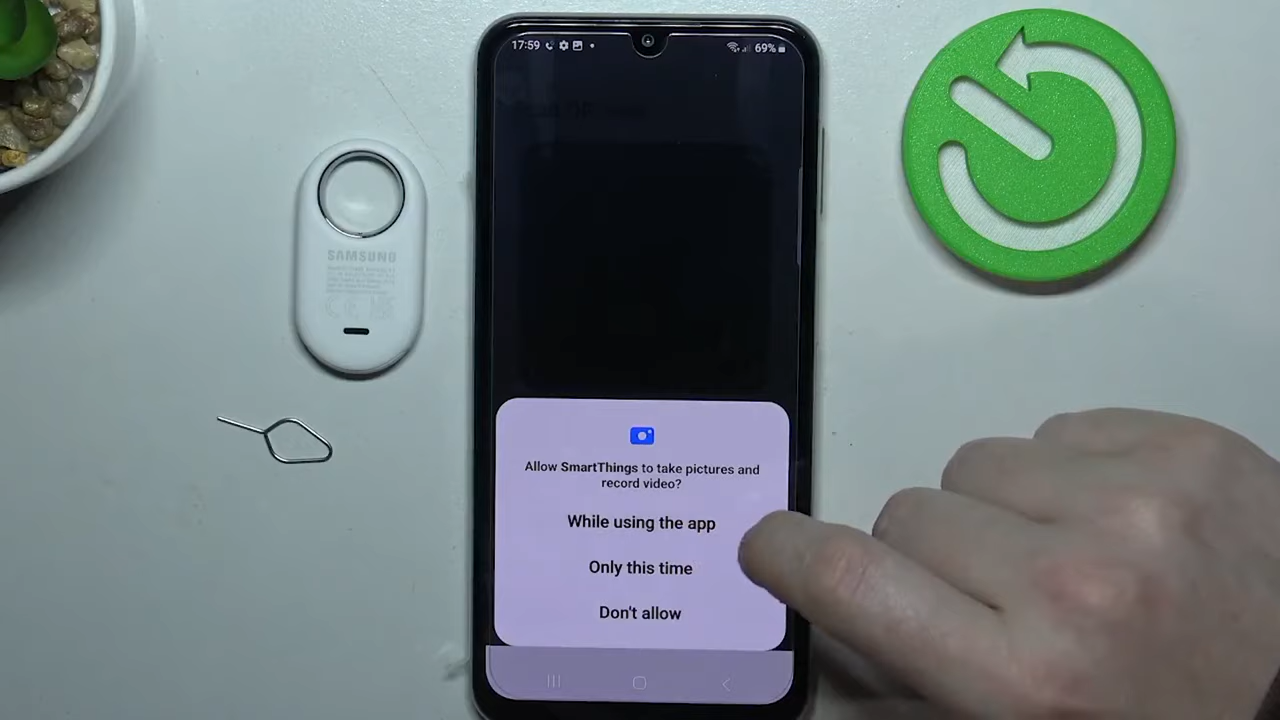 17:59
69%
SAMSUNG
Allow SmartThings to take pictures and
record video?
While using the app
Only this time
Don't allow